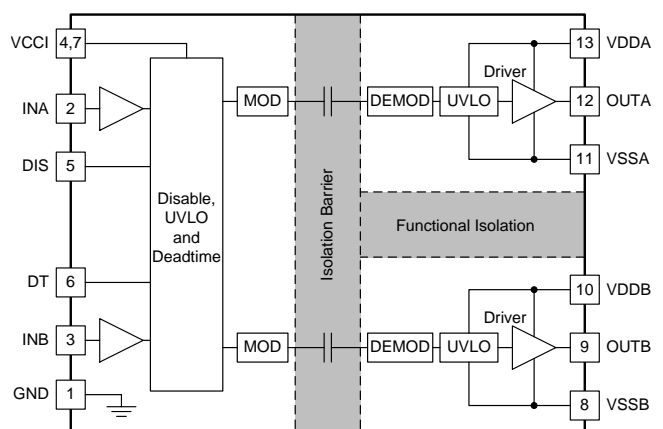 VCCI 4,7
INA 2
DIS 5
DT 6
INB 3
GND 1
Disable,
UVLO
and
Deadtime
MOD
MOD
Isolation Barrier
DEMOD
UVLO
Driver
Functional Isolation
DEMOD
UVLO
Driver
13 VDDA
12 OUTA
11 VSSA
10 VDDB
9 OUTB
8 VSSB